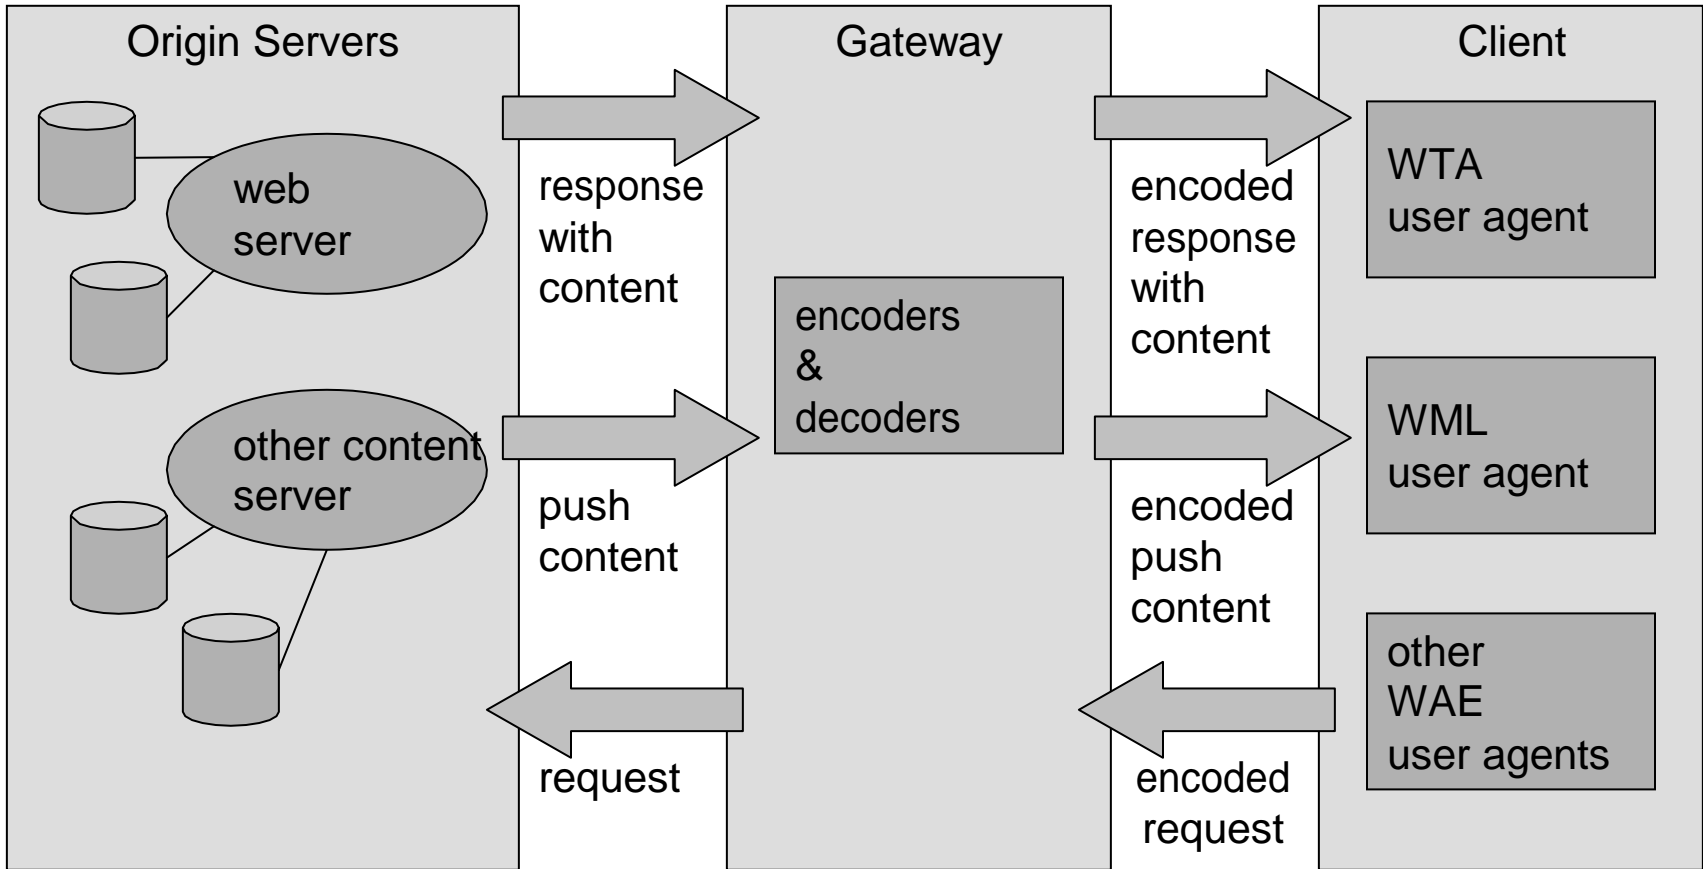 Origin Servers
web
server
other content
server
response
with
content
push
content
request
Gateway
encoders
&
decoders
encoded
response
with
content
encoded
push
content
encoded
request
Client
WTA
user agent
WML
user agent
other
WAE
user agents